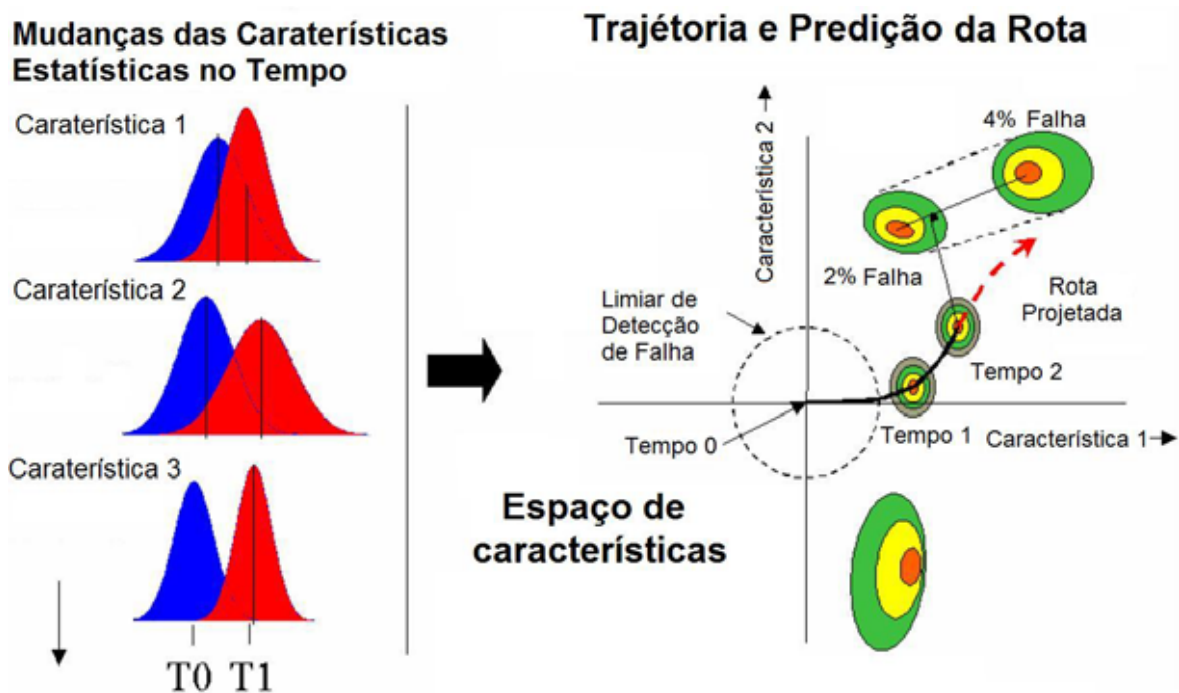 Mudanças das Caraterísticas
Estatísticas no Tempo
Caraterística 1
Caraterística 2
Caraterística 3
T0 T1
Trajétoria e Predição da Rota
Característica 2
4% Falha
2% Falha
Rota
Projetada
Limiar de
Detecção
de Falha
Tempo 2
Tempo 0
Tempo 1
Característica 1
Espaço de
características